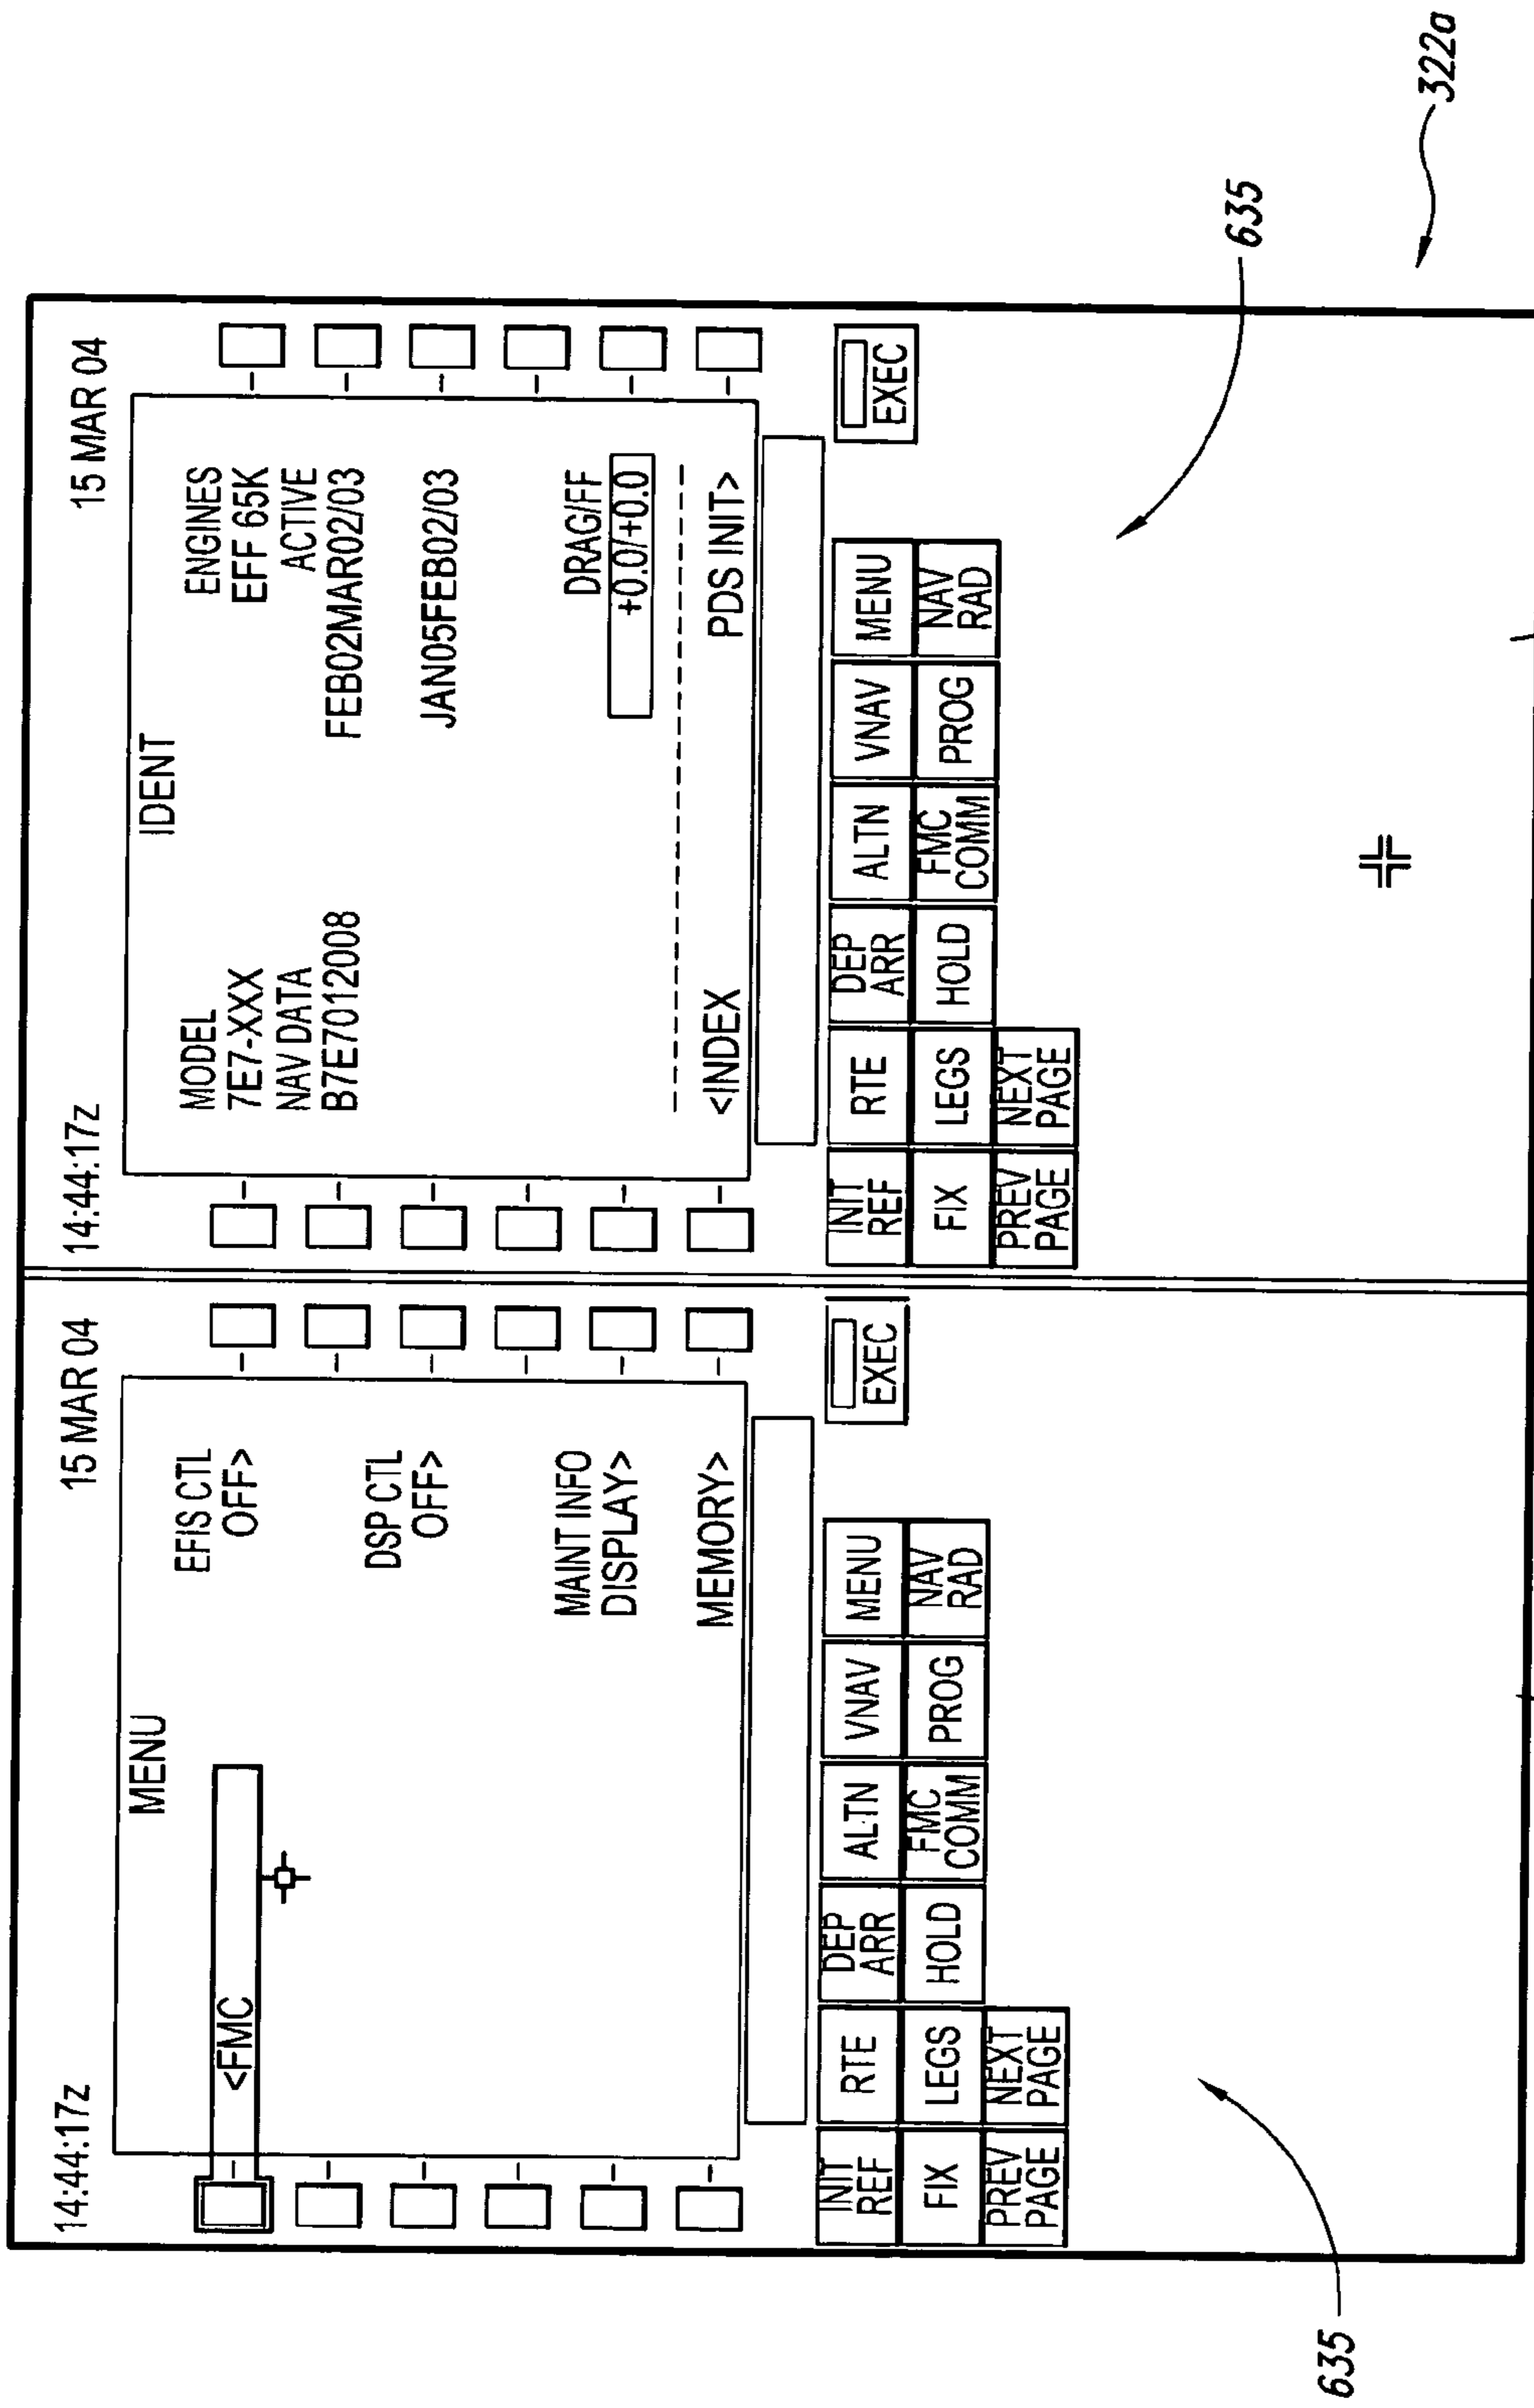 14:44:17z
15 MAR 04
MENU
<FMC
EFIS CTL
OFF>
DSP CTL
OFF>
MAINT INFO
DISPLAY>
MEMORY>
INIT
REF
RTE
DEP
ARR
ALTN
VNAV
MENU
EXEC
FIX
LEGS
HOLD
FMC
COMM
PROG
NAV
RAD
PREV
PAGE
NEXT
PAGE
635
14:44:17z
15 MAR 04
IDENT
MODEL
ENGINES
7E7-XXX
EFF 65K
NAV DATA
ACTIVE
B7E7012008
FEB02MAR02/03
JAN05FEB02/03
DRAG/FF
+0.0/+0.0
<INDEX
PDS INIT>
INIT
REF
RTE
DEP
ARR
ALTN
VNAV
MENU
EXEC
FIX
LEGS
HOLD
FMC
COMM
PROG
NAV
RAD
PREV
PAGE
NEXT
PAGE
635
322a